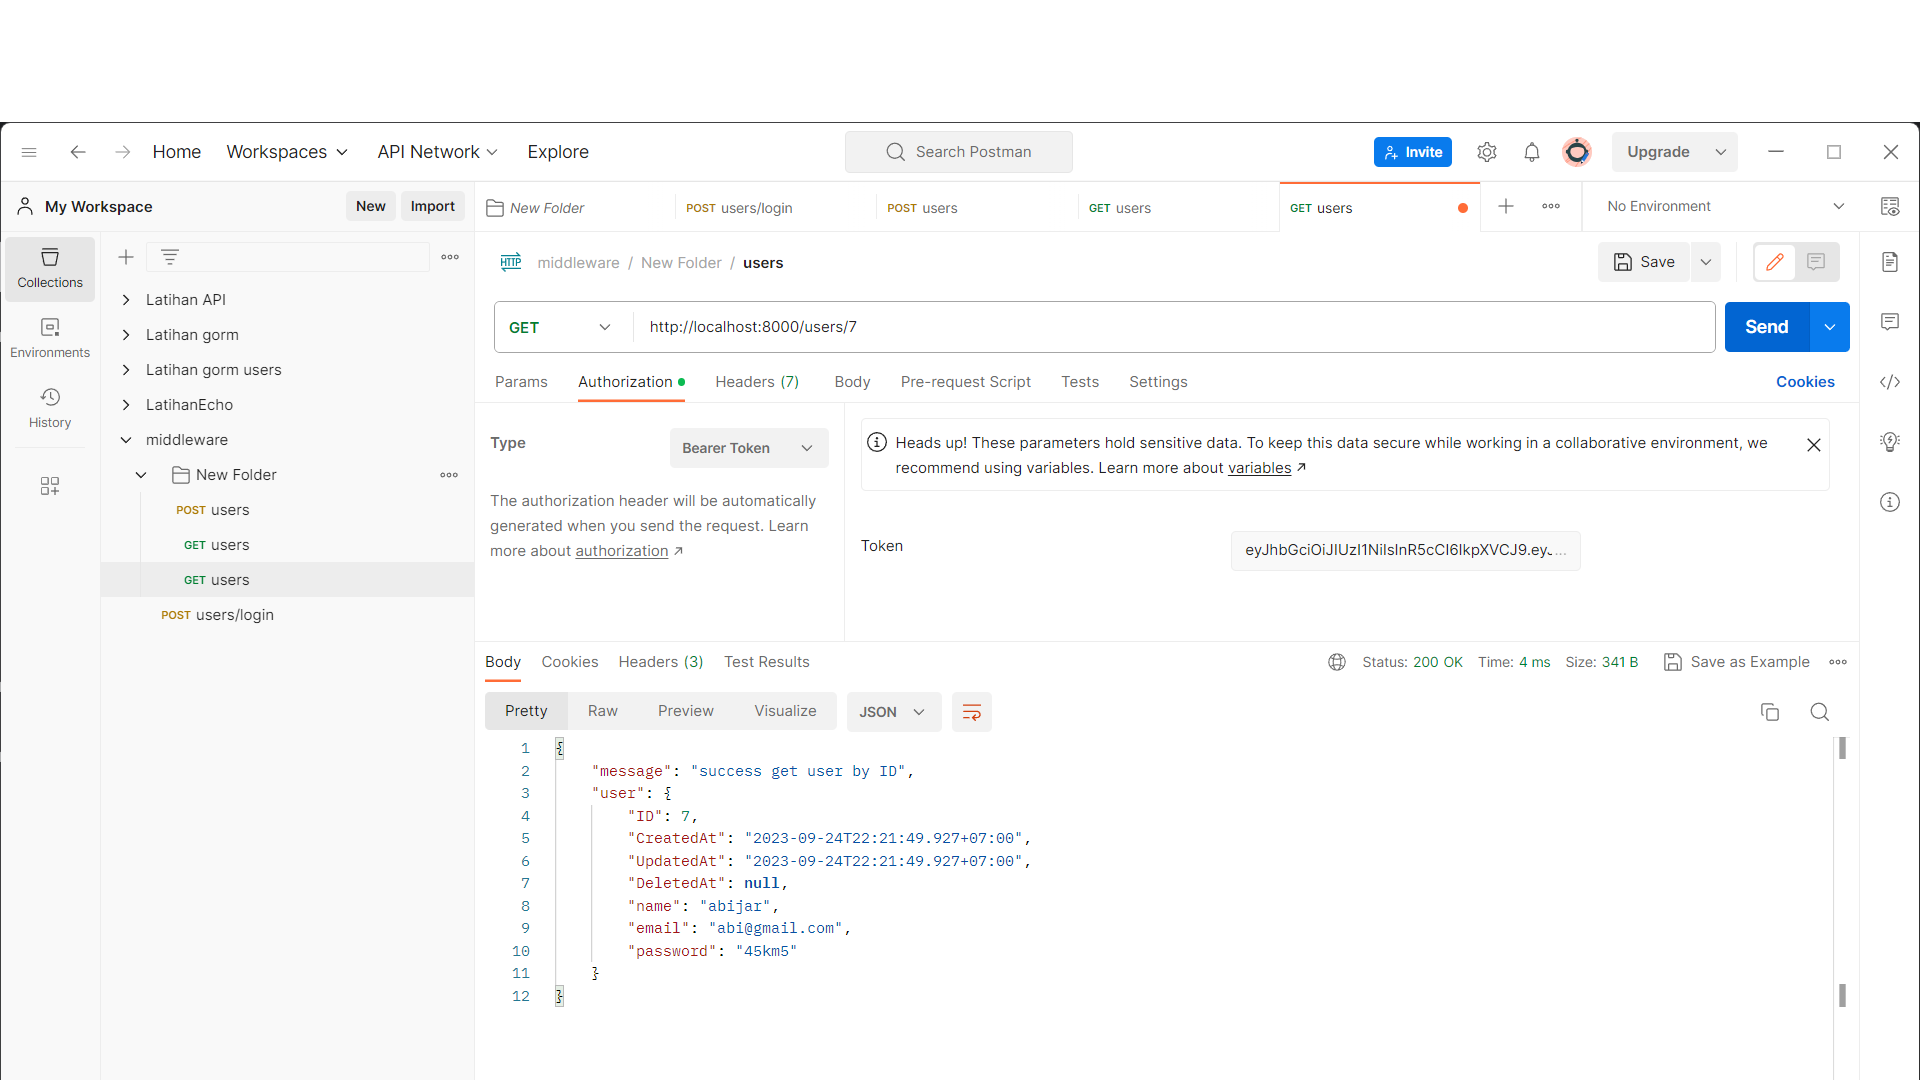 Home Workspaces API Network Explore Search Postman Invite Upgrade
My Workspace New Import New Folder POST users/login POST users GET users GET users No Environment
Collections
Environments
History
Latihan API
Latihan gorm
Latihan gorm users
LatihanEcho
middleware
New Folder
POST users
GET users
GET users
POST users/login
HTTP middleware / New Folder / users Save
GET http://localhost:8000/users/7 Send
Params Authorization Headers (7) Body Pre-request Script Tests Settings Cookies
Type Bearer Token
The authorization header will be automatically
generated when you send the request. Learn
more about authorization ↗
Heads up! These parameters hold sensitive data. To keep this data secure while working in a collaborative environment, we
recommend using variables. Learn more about variables ↗
Token eyJhbGciOiJIUzI1NiIsInR5cCI6IkpXVCJ9.eyJ...
Body Cookies Headers (3) Test Results Status: 200 OK Time: 4 ms Size: 341 B Save as Example
Pretty Raw Preview Visualize JSON
1 {
2 "message": "success get user by ID",
3 "user": {
4 "ID": 7,
5 "CreatedAt": "2023-09-24T22:21:49.927+07:00",
6 "UpdatedAt": "2023-09-24T22:21:49.927+07:00",
7 "DeletedAt": null,
8 "name": "abijar",
9 "email": "abi@gmail.com",
10 "password": "45km5"
11 }
12 }